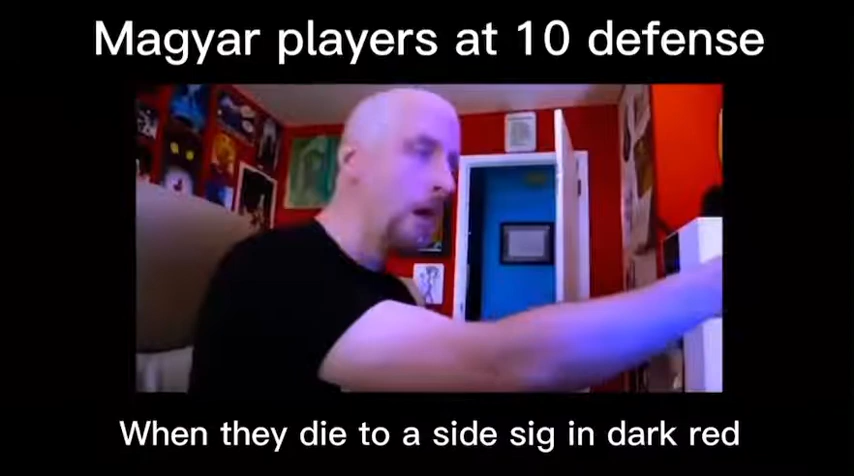 Magyar players at 10 defense
When they die to a side sig in dark red